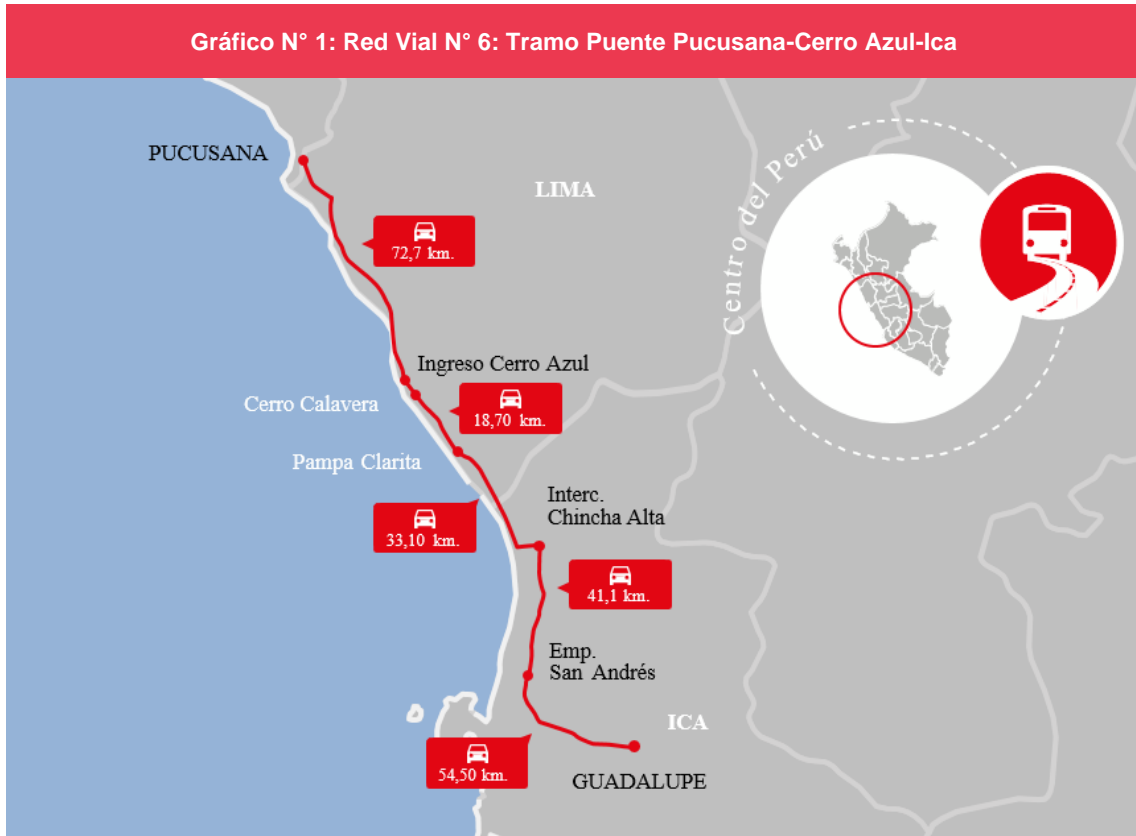 Gráfico N° 1: Red Vial N° 6: Tramo Puente Pucusana-Cerro Azul-Ica
PUCUSANA
LIMA
Centro del Perú
72,7 km.
Ingreso Cerro Azul
Cerro Calavera
18,70 km.
Pampa Clarita
Interc.
Chincha Alta
33,10 km.
41,1 km.
Emp.
San Andrés
ICA
54,50 km.
GUADALUPE